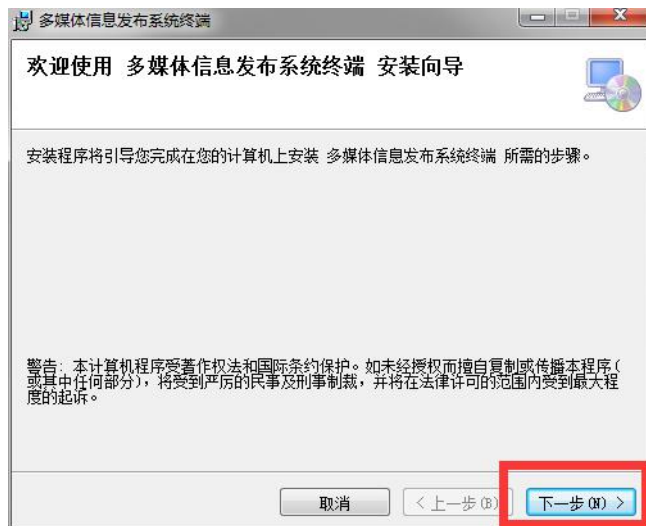 多媒体信息发布系统终端
欢迎使用 多媒体信息发布系统终端 安装向导
安装程序将引导您完成在您的计算机上安装 多媒体信息发布系统终端 所需的步骤。
警告: 本计算机程序受著作权法和国际条约保护。如未经授权而擅自复制或传播本程序(
或其中任何部分)，将受到严厉的民事及刑事制裁，并将在法律许可的范围内受到最大程
度的起诉。
取消
< 上一步(B)
下一步(N) >